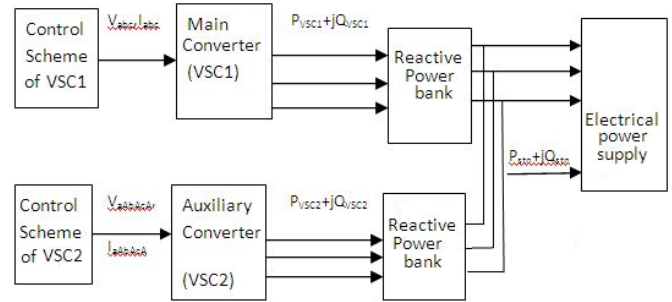 Control
Scheme
of VSC1
Vabc,Iabc
Main
Converter
(VSC1)
PVSC1+jQVSC1
Reactive
Power
bank
Electrical
power
supply
Control
Scheme
of VSC2
Auxiliary
Converter
(VSC2)
PVSC2+jQVSC2
Reactive
Power
bank